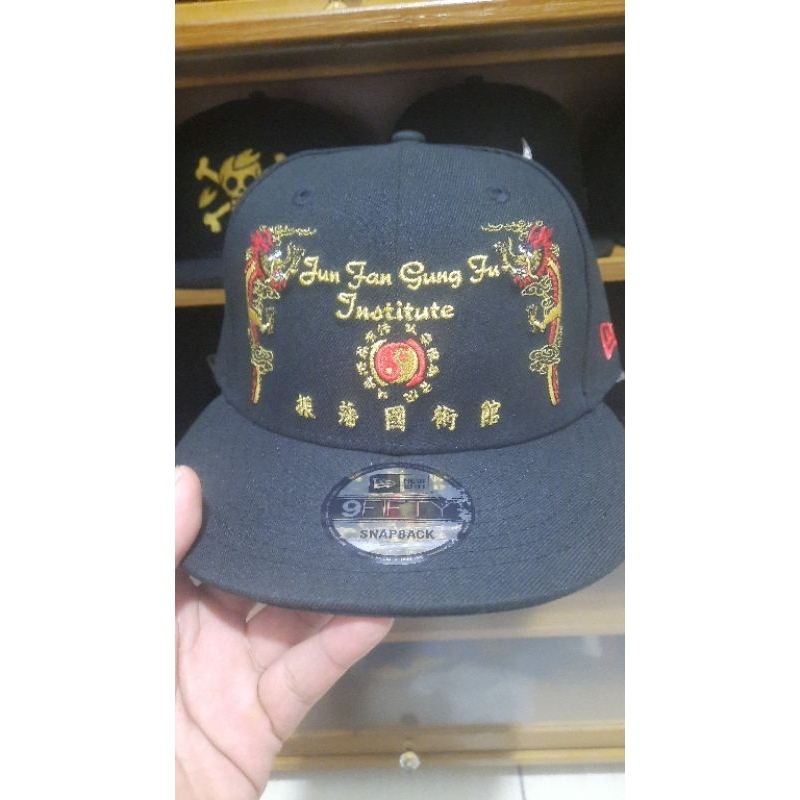 Jun Fan Gung Fu
Institute
振藩國術館
9FIFTY
SNAPBACK